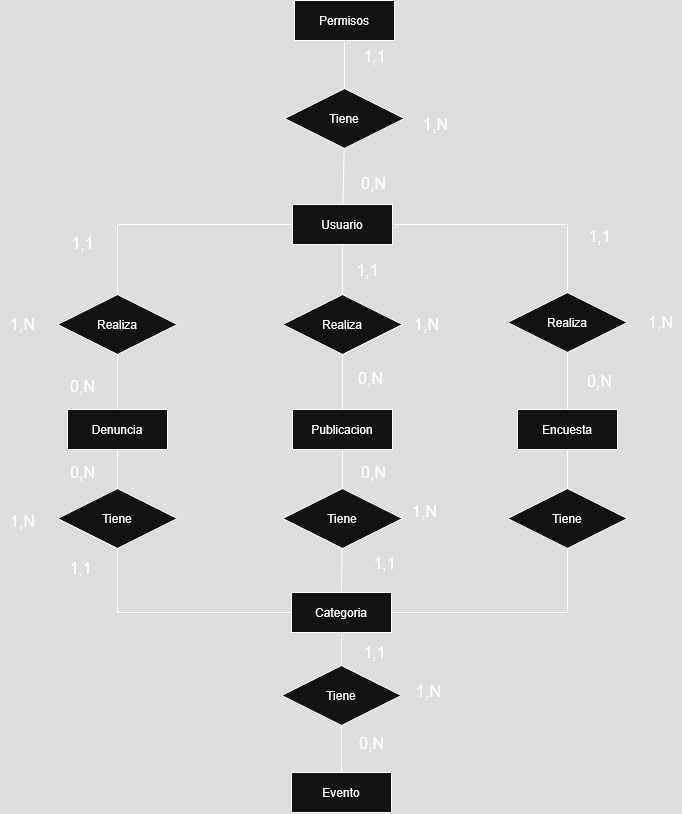 Permisos
1,1
Tiene
1,N
0,N
Usuario
1,1
1,1
1,1
1,N
Realiza
Realiza
1,N
Realiza
1,N
0,N
0,N
0,N
Denuncia
Publicacion
Encuesta
0,N
0,N
1,N
Tiene
Tiene
1,N
Tiene
1,1
1,1
Categoria
1,1
Tiene
1,N
0,N
Evento